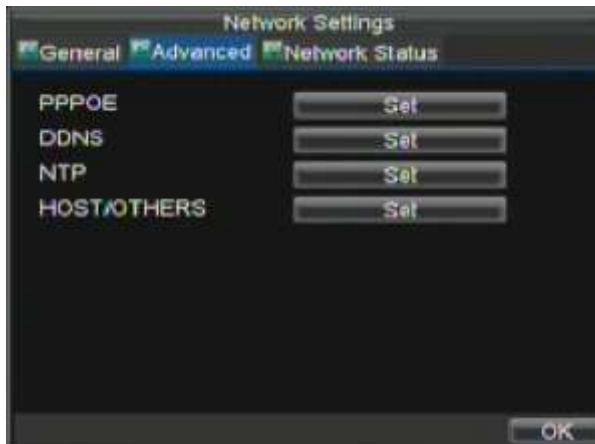 Network Settings
General Advanced Network Status
PPPOE Set
DDNS Set
NTP Set
HOST/OTHERS Set
OK